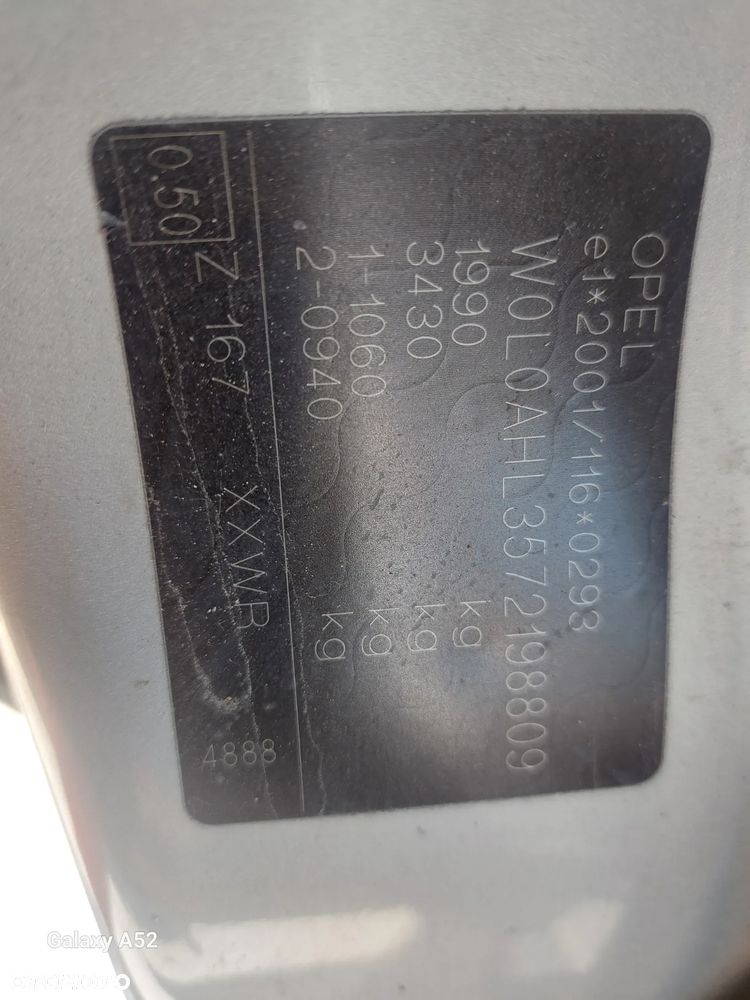 OPEL
e1*2001/116*0293
W0L0AHL3572198809
1990 kg
3430 kg
1-1060 kg
2-0940 kg
0.50 Z 167 XXWB
4888
Galaxy A52